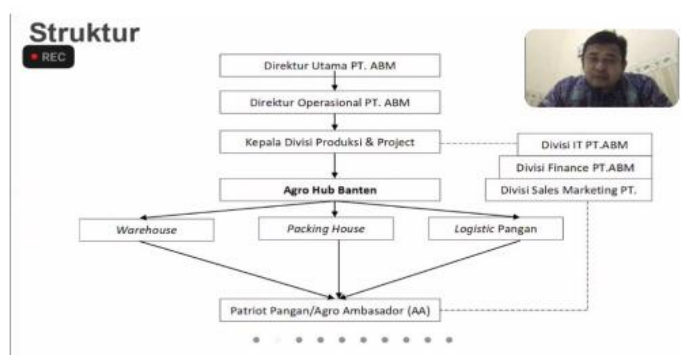 Struktur
REC
Direktur Utama PT. ABM
Direktur Operasional PT. ABM
Kepala Divisi Produksi & Project
Divisi IT PT.ABM
Divisi Finance PT.ABM
Divisi Sales Marketing PT.
Agro Hub Banten
Warehouse
Packing House
Logistic Pangan
Patriot Pangan/Agro Ambasador (AA)